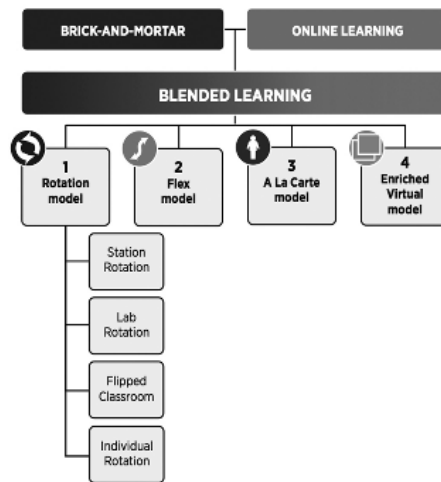 BRICK-AND-MORTAR
ONLINE LEARNING
BLENDED LEARNING
1
Rotation
model
2
Flex
model
3
A La Carte
model
4
Enriched
Virtual
model
Station
Rotation
Lab
Rotation
Flipped
Classroom
Individual
Rotation